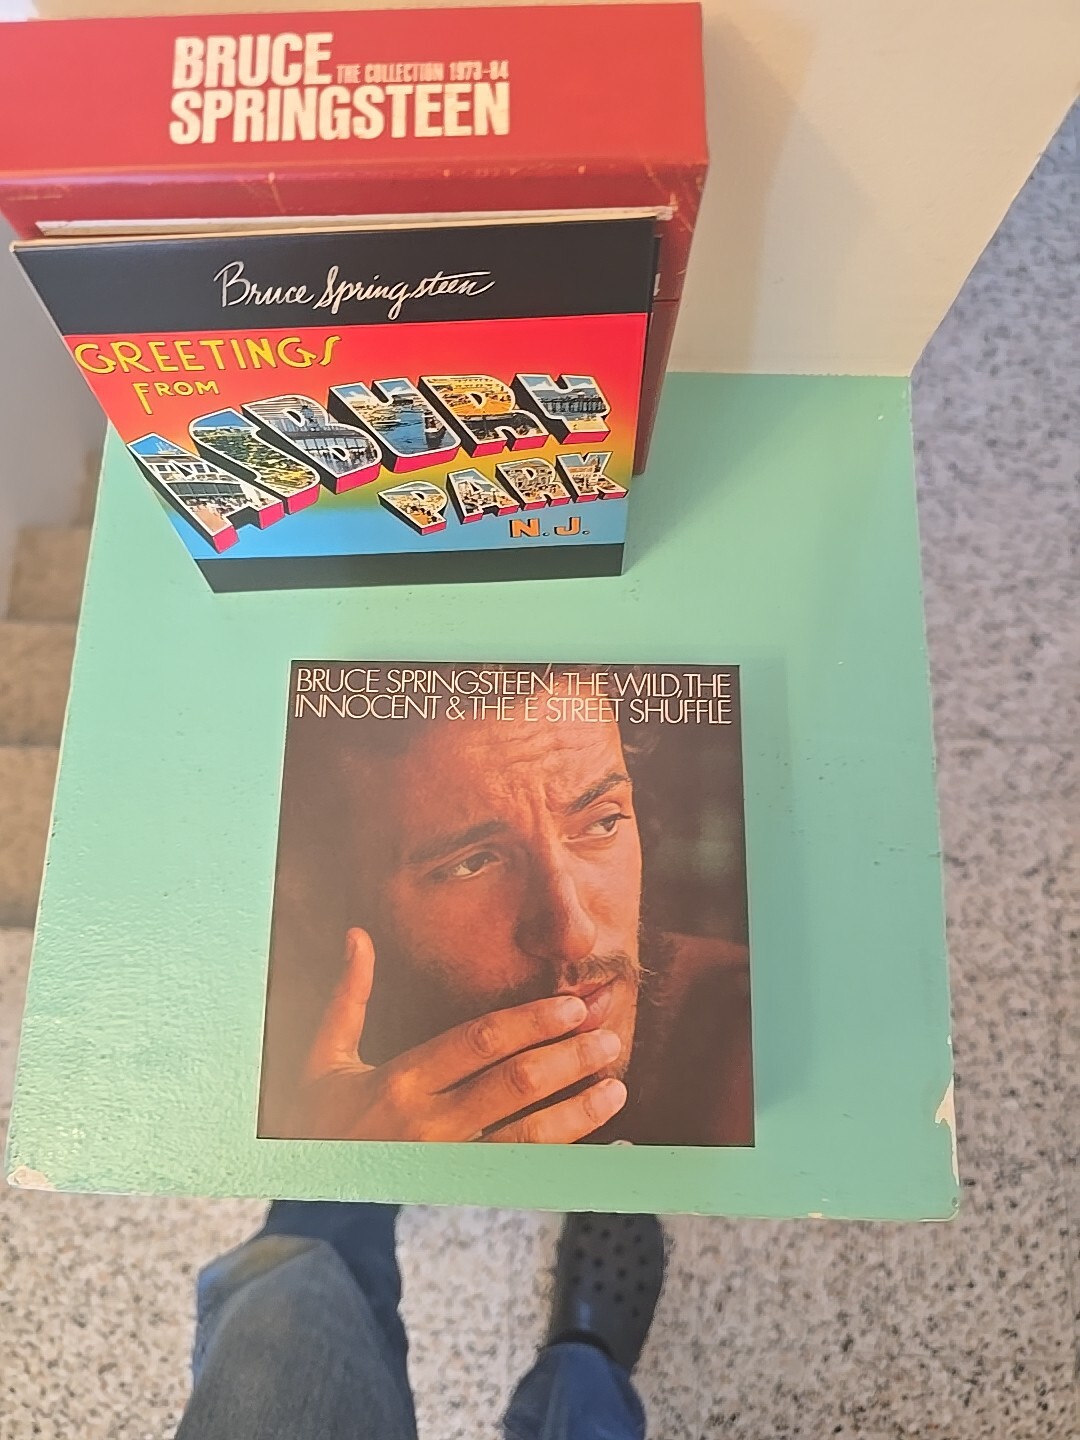 BRUCE
THE COLLECTION 1973-84
SPRINGSTEEN
Bruce Springsteen
GREETINGS
FROM
ASBURY
PARK
N.J.
BRUCE SPRINGSTEEN: THE WILD, THE
INNOCENT & THE E STREET SHUFFLE